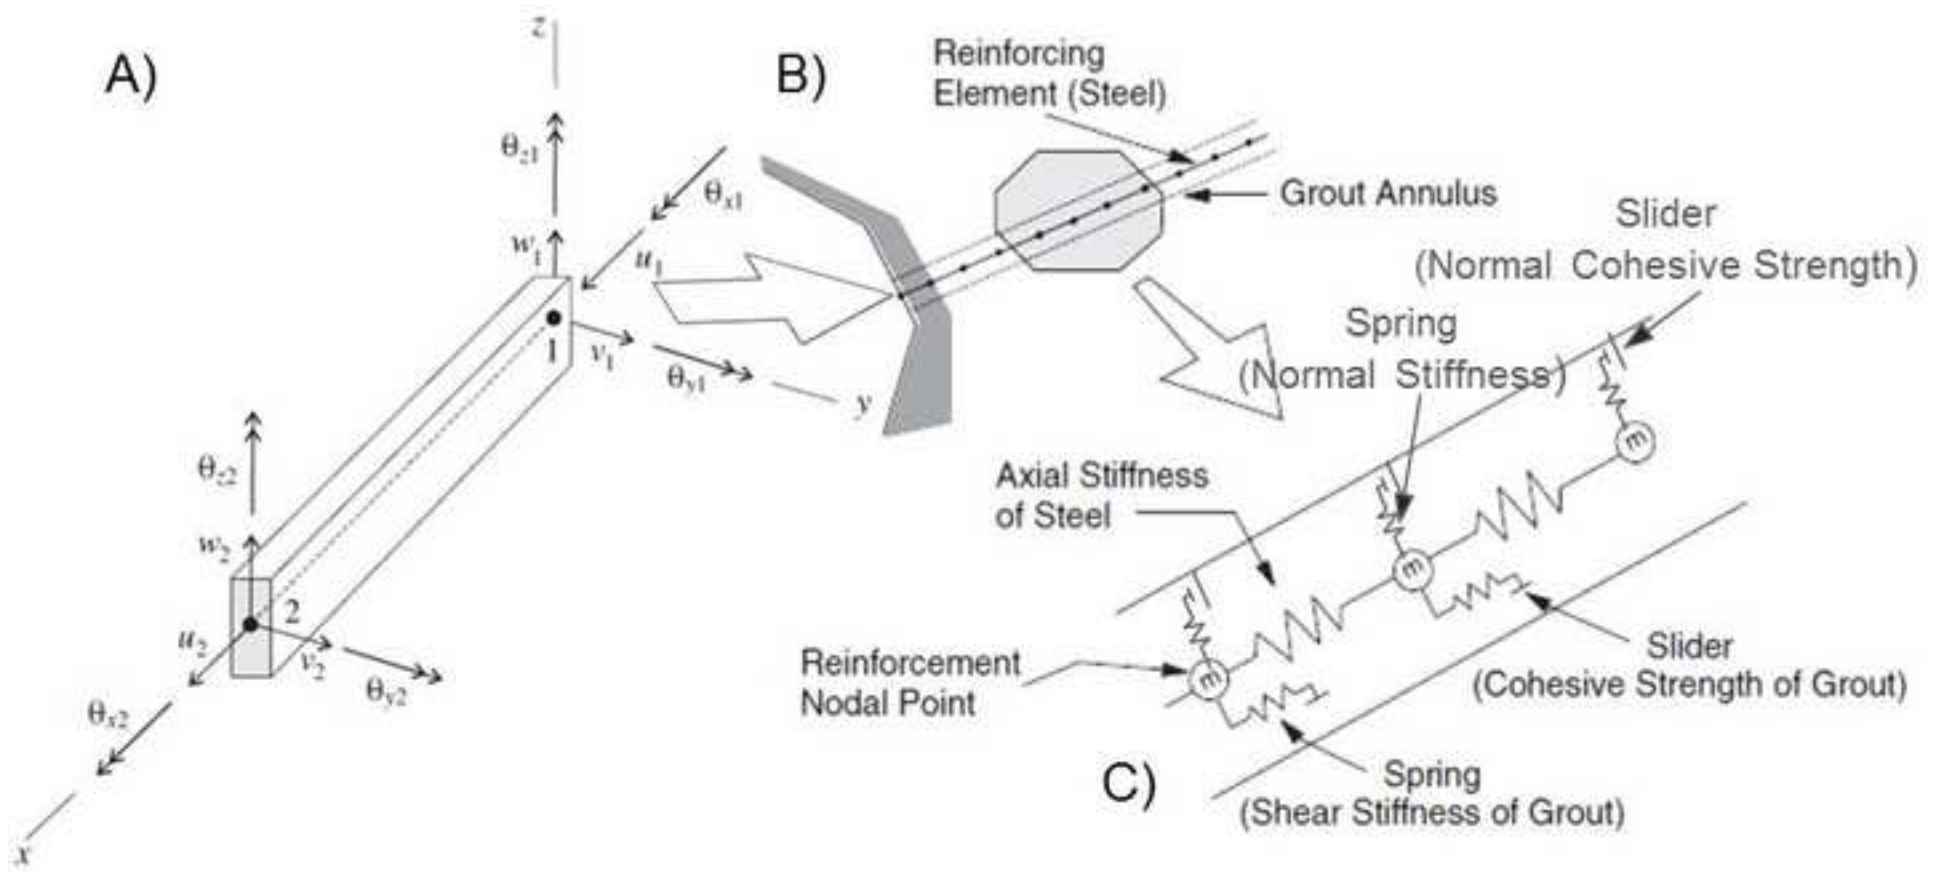 A)
z
θz1
w1
θx1
u1
1
v1
θy1
y
θz2
w2
2
u2
v2
θy2
θx2
x
B)
Reinforcing
Element (Steel)
Grout Annulus
Slider
(Normal Cohesive Strength)
Spring
(Normal Stiffness)
m
Axial Stiffness
of Steel
m
Reinforcement
Nodal Point
m
Slider
(Cohesive Strength of Grout)
C)
Spring
(Shear Stiffness of Grout)